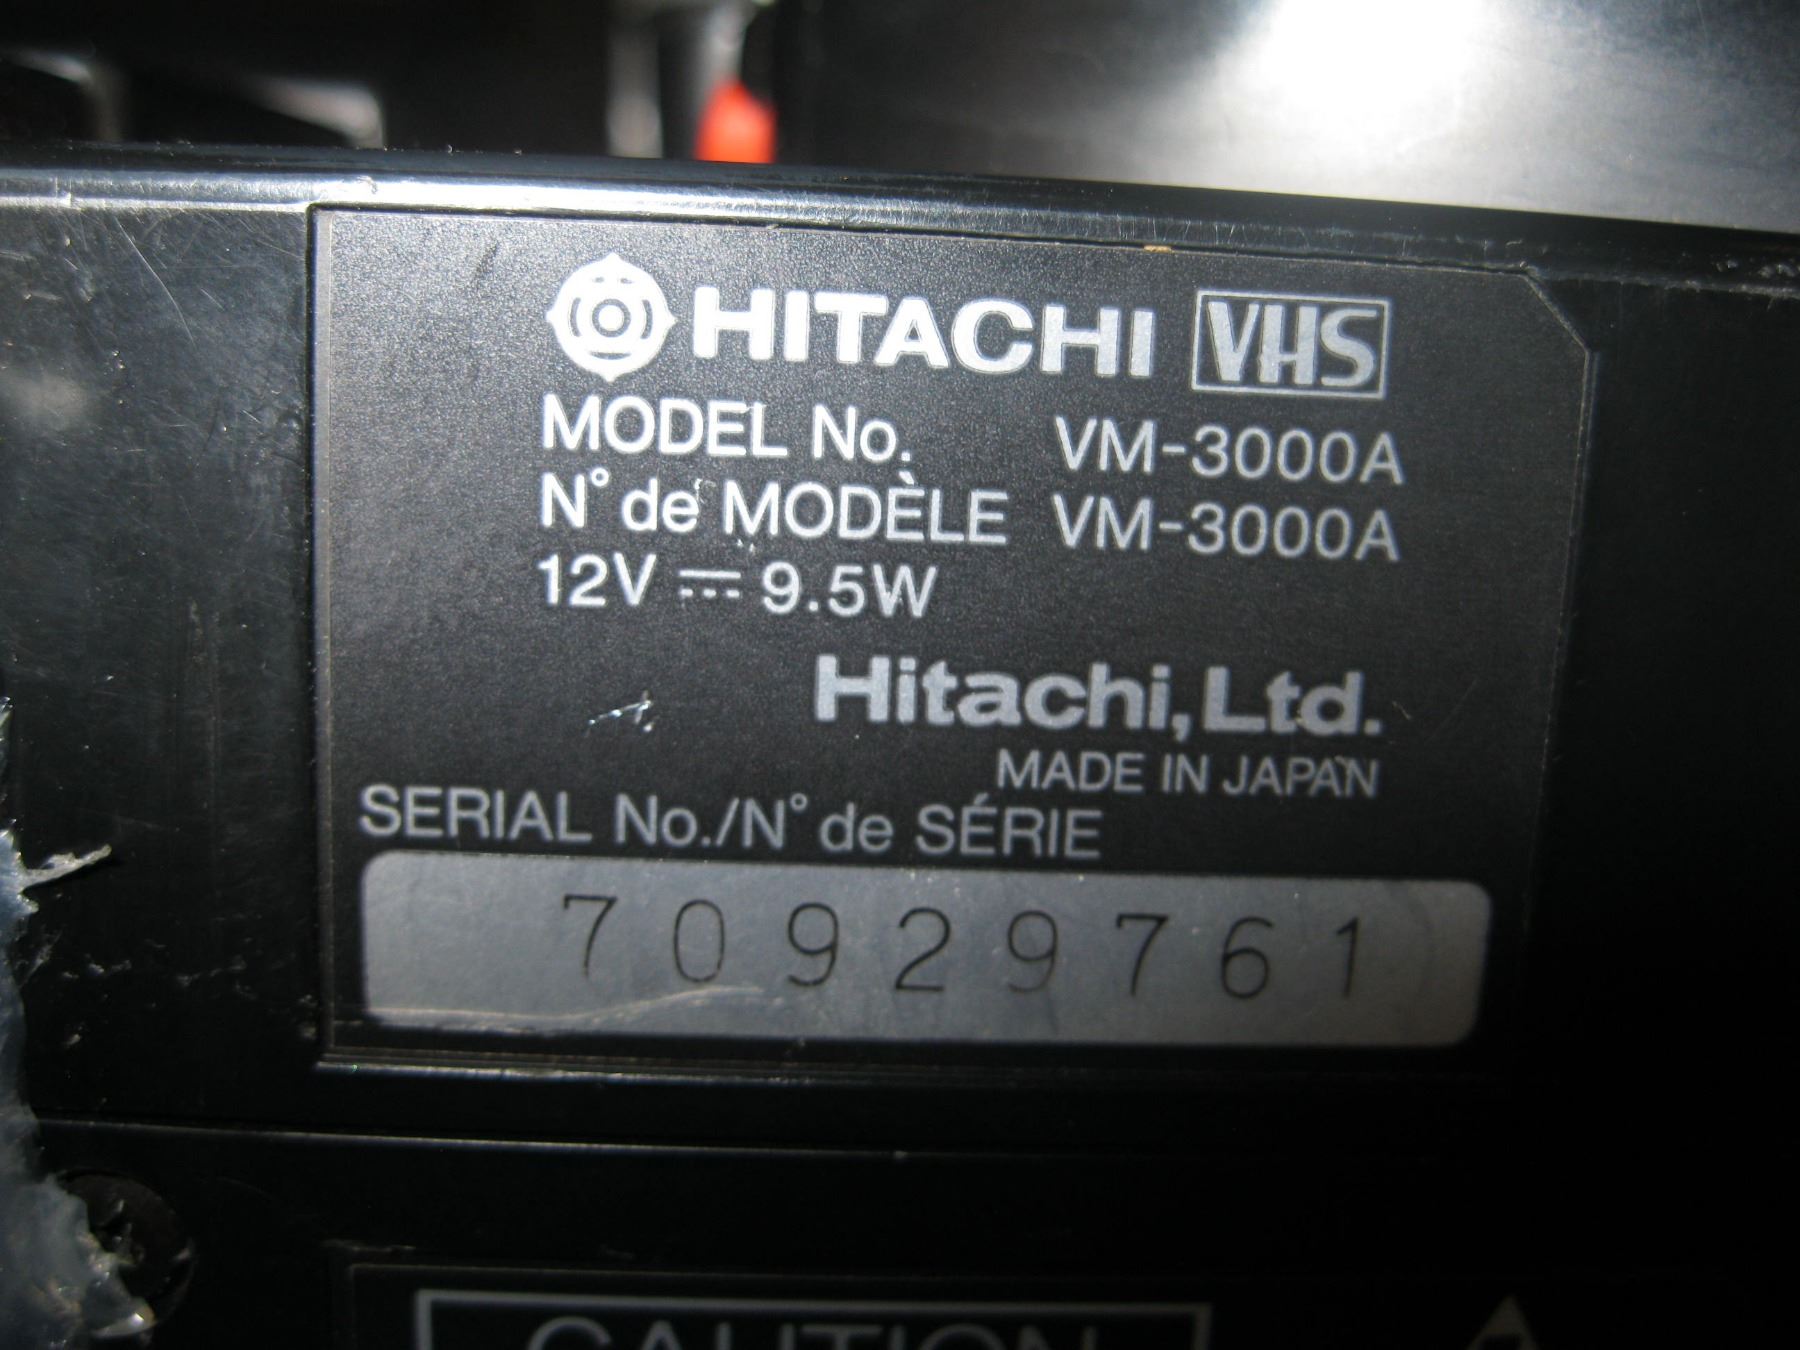 HITACHI VHS
MODEL No. VM-3000A
N° de MODÈLE VM-3000A
12V ⎓ 9.5W
Hitachi, Ltd.
MADE IN JAPAN
SERIAL No./N° de SÉRIE
70929761
CAUTION